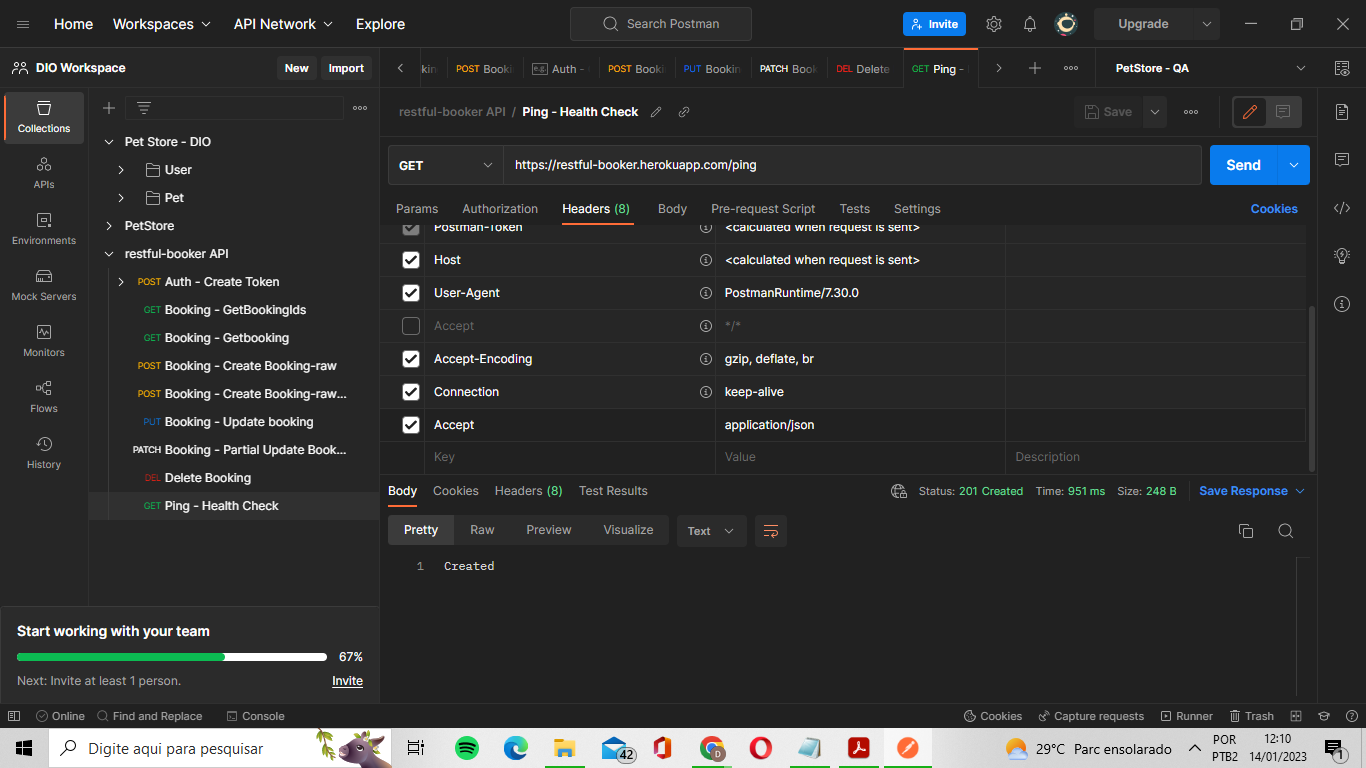 Home Workspaces API Network Explore Search Postman Invite Upgrade
DIO Workspace New Import
POST Booki Auth - POST Booki PUT Bookin PATCH Book DEL Delete GET Ping - PetStore - QA
restful-booker API / Ping - Health Check Save
GET https://restful-booker.herokuapp.com/ping Send
Params Authorization Headers (8) Body Pre-request Script Tests Settings Cookies
Postman-Token <calculated when request is sent>
Host <calculated when request is sent>
User-Agent PostmanRuntime/7.30.0
Accept */*
Accept-Encoding gzip, deflate, br
Connection keep-alive
Accept application/json
Key Value Description
Collections
APIs
Environments
Mock Servers
Monitors
Flows
History
Pet Store - DIO
User
Pet
PetStore
restful-booker API
POST Auth - Create Token
GET Booking - GetBookingIds
GET Booking - Getbooking
POST Booking - Create Booking-raw
POST Booking - Create Booking-raw...
PUT Booking - Update booking
PATCH Booking - Partial Update Book...
DEL Delete Booking
GET Ping - Health Check
Body Cookies Headers (8) Test Results Status: 201 Created Time: 951 ms Size: 248 B Save Response
Pretty Raw Preview Visualize Text
1 Created
Start working with your team
67%
Next: Invite at least 1 person. Invite
Online Find and Replace Console Cookies Capture requests Runner Trash
Digite aqui para pesquisar 42 D 29°C Parc ensolarado POR 12:10
PTB2 14/01/2023 1